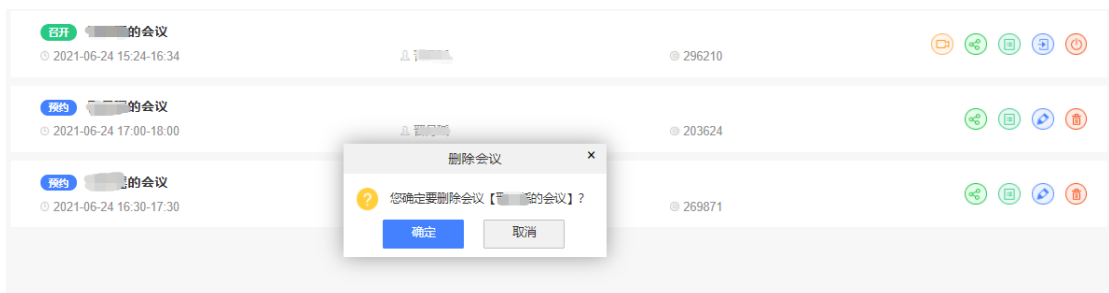 召开 的会议
2021-06-24 15:24-16:34 296210
预约 的会议
2021-06-24 17:00-18:00 203624
删除会议 ×
预约 的会议
您确定要删除会议【 的会议】?
2021-06-24 16:30-17:30 269871
确定 取消